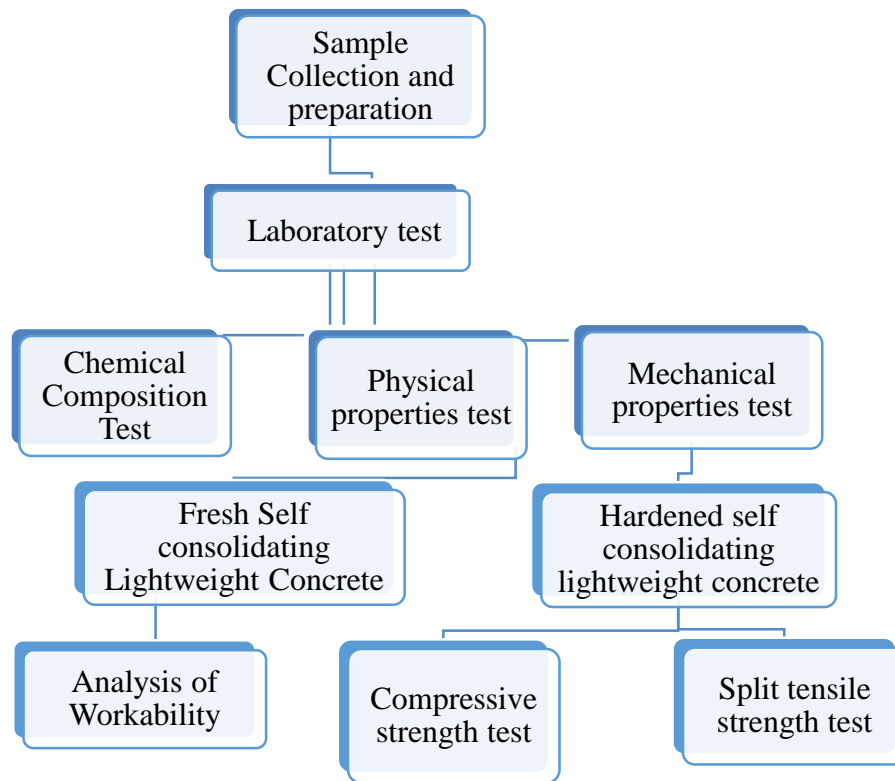 Sample
Collection and
preparation
Laboratory test
Chemical
Composition
Test
Physical
properties test
Mechanical
properties test
Fresh Self
consolidating
Lightweight Concrete
Hardened self
consolidating
lightweight concrete
Analysis of
Workability
Compressive
strength test
Split tensile
strength test